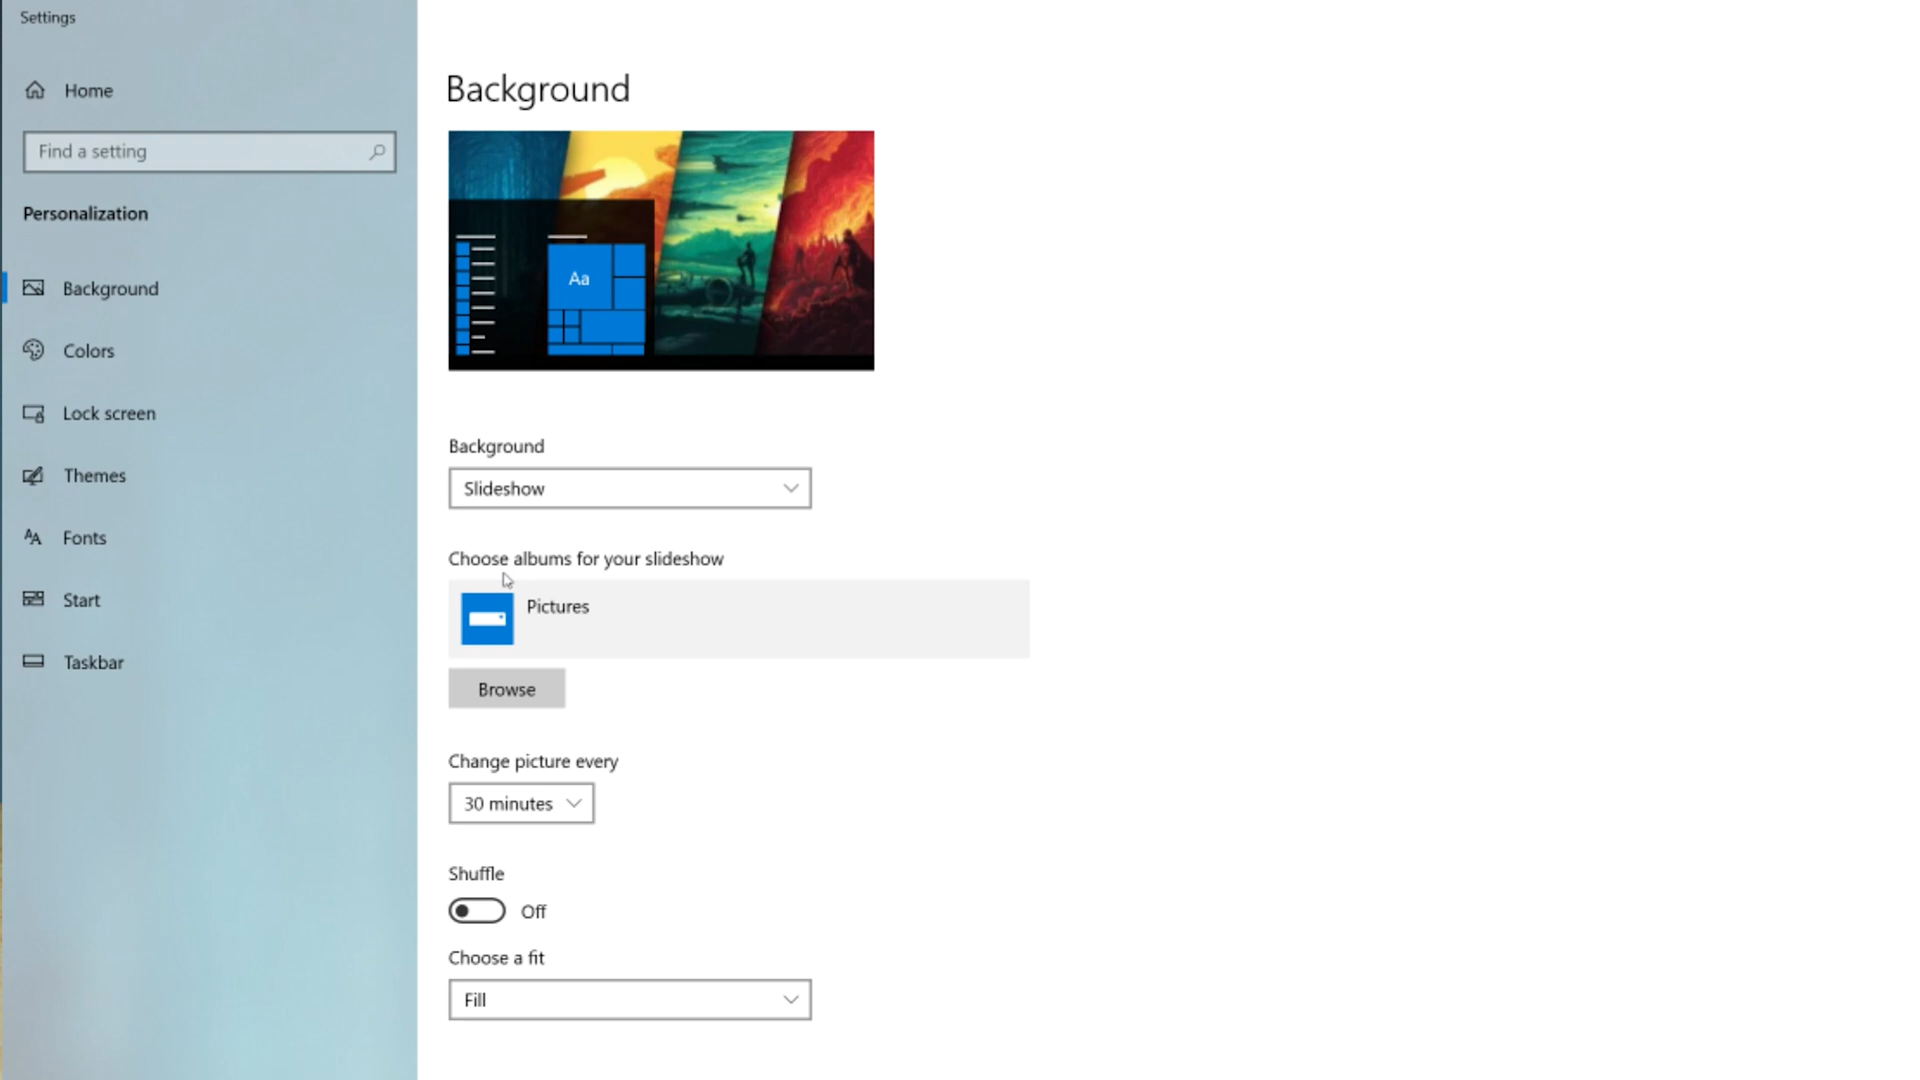 Settings
Home
Find a setting
Personalization
Background
Colors
Lock screen
Themes
Fonts
Start
Taskbar
Background
Aa
Background
Slideshow
Choose albums for your slideshow
Pictures
Browse
Change picture every
30 minutes
Shuffle
Off
Choose a fit
Fill